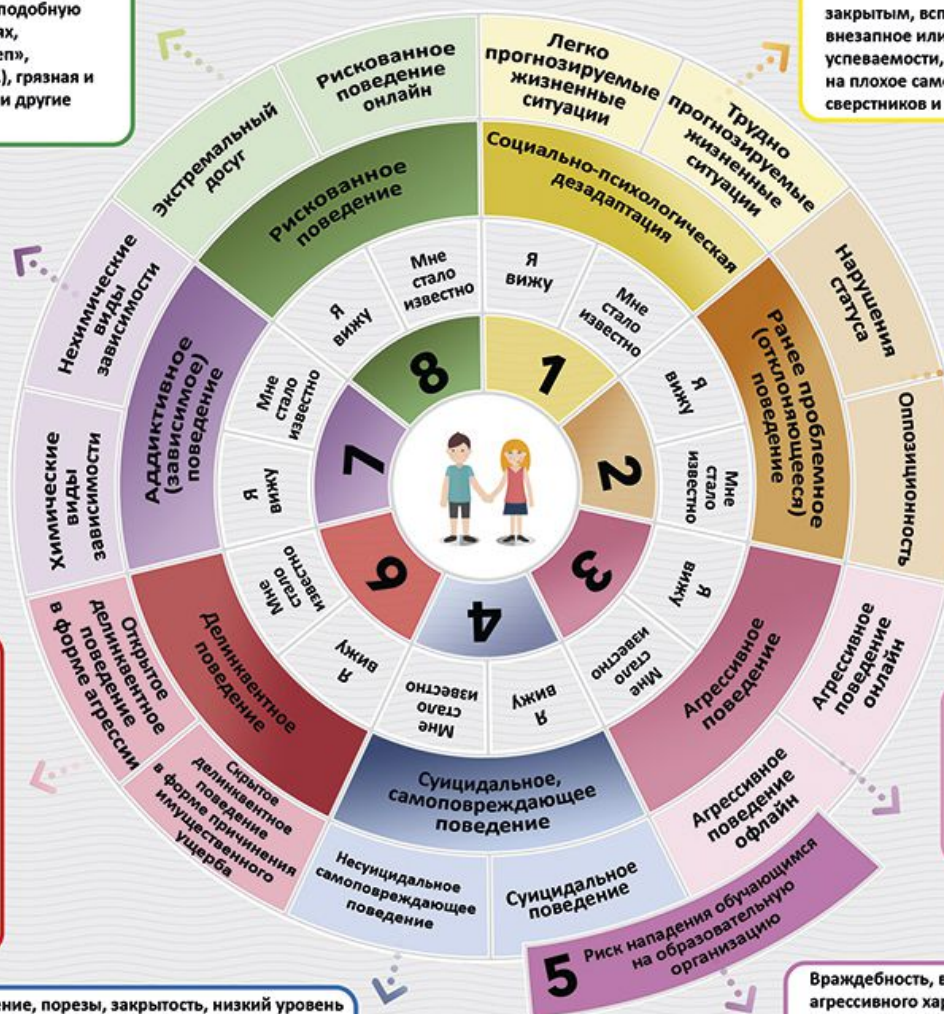 подобную
ях,
еп»,
), грязная и
и другие
закрытым, всп
внезапное или
успеваемости,
на плохое само
сверстников и
Легко
прогнозируемые
жизненные
ситуации
Трудно
прогнозируемые
жизненные
ситуации
Социально-психологическая
дезадаптация
Я
вижу
Мне
стало
известно
1
Нарушения
статуса
Оппозиционность
Ранее проблемное
(отклоняющееся)
поведение
Я
вижу
Мне
стало
известно
2
Агрессивное
поведение
онлайн
Агрессивное
поведение
офлайн
Агрессивное
поведение
Я
вижу
Мне
стало
известно
3
Суицидальное
поведение
Несуицидальное
самоповреждающее
поведение
Суицидальное,
самоповреждающее
поведение
Я
вижу
Мне
стало
известно
4
5
Риск нападения обучающимся
на образовательную
организацию
Скрытое
делинквентное
поведение
в форме причинения
имущественного
ущерба
Открытое
делинквентное
поведение
в форме агрессии
Делинквентное
поведение
Я
вижу
Мне
стало
известно
6
Химические
виды
зависимости
Нехимические
виды
зависимости
Аддиктивное
(зависимое)
поведение
Я
вижу
Мне
стало
известно
7
Экстремальный
досуг
Рискованное
поведение
онлайн
Рискованное
поведение
Я
вижу
Мне
стало
известно
8
ение, порезы, закрытость, низкий уровень
Враждебность, в
агрессивного хар